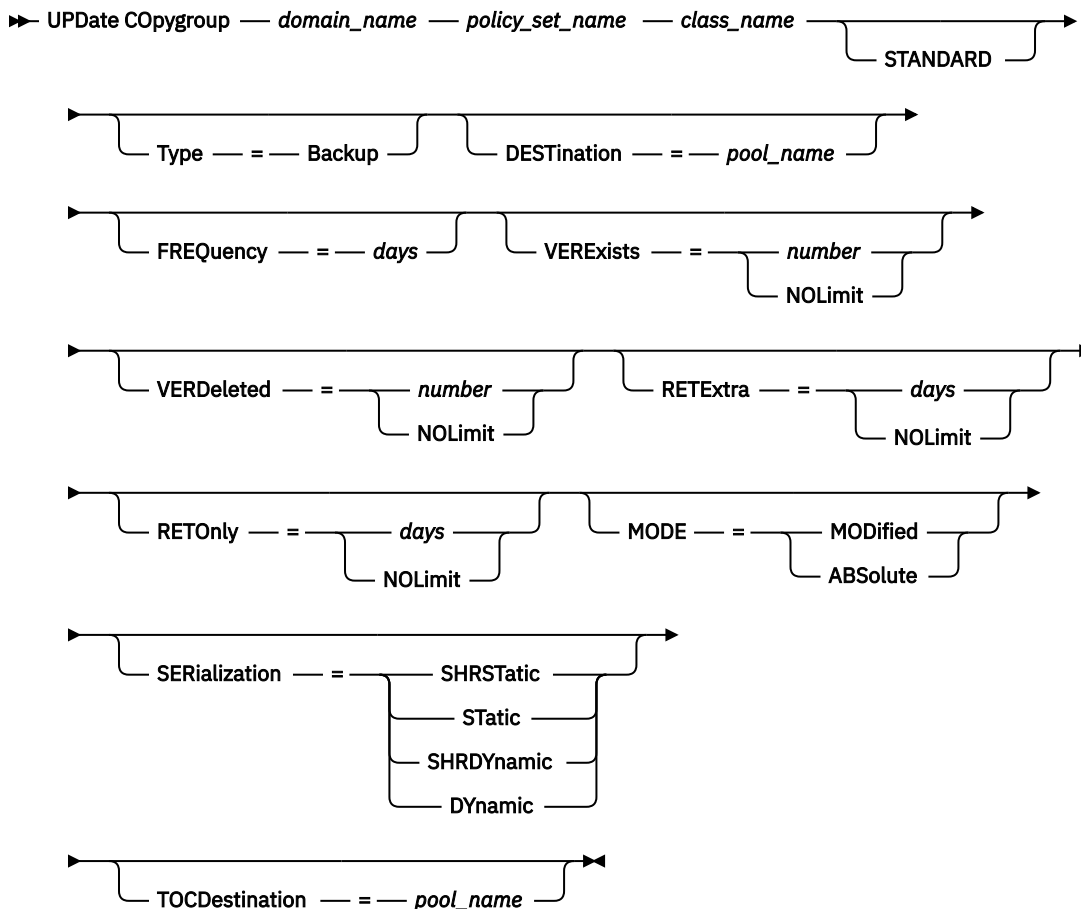 UPDate COpygroup domain_name policy_set_name class_name
STANDARD
Type = Backup DESTination = pool_name
FREQuency = days VERExists = number
NOLimit
VERDeleted = number RETExtra = days
NOLimit NOLimit
RETOnly = days MODE = MODified
NOLimit ABSolute
SERialization = SHRSTatic
STatic
SHRDYnamic
DYnamic
TOCDestination = pool_name